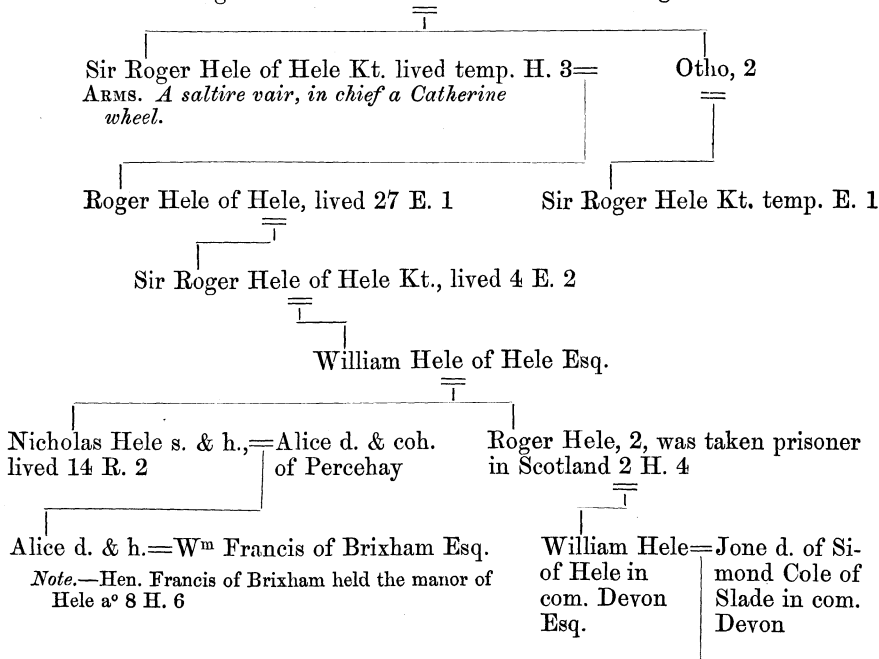 Sir Roger Hele of Hele Kt. lived temp. H. 3=
ARMS. A saltire vair, in chief a Catherine
wheel.
Otho, 2
Roger Hele of Hele, lived 27 E. 1
Sir Roger Hele Kt. temp. E. 1
Sir Roger Hele of Hele Kt., lived 4 E. 2
William Hele of Hele Esq.
Nicholas Hele s. & h.,=Alice d. & coh.
lived 14 R. 2
of Percehay
Roger Hele, 2, was taken prisoner
in Scotland 2 H. 4
Alice d. & h.=Wm Francis of Brixham Esq.
Note.—Hen. Francis of Brixham held the manor of
Hele aº 8 H. 6
William Hele=
of Hele in
com. Devon
Esq.
Jone d. of Si-
mond Cole of
Slade in com.
Devon